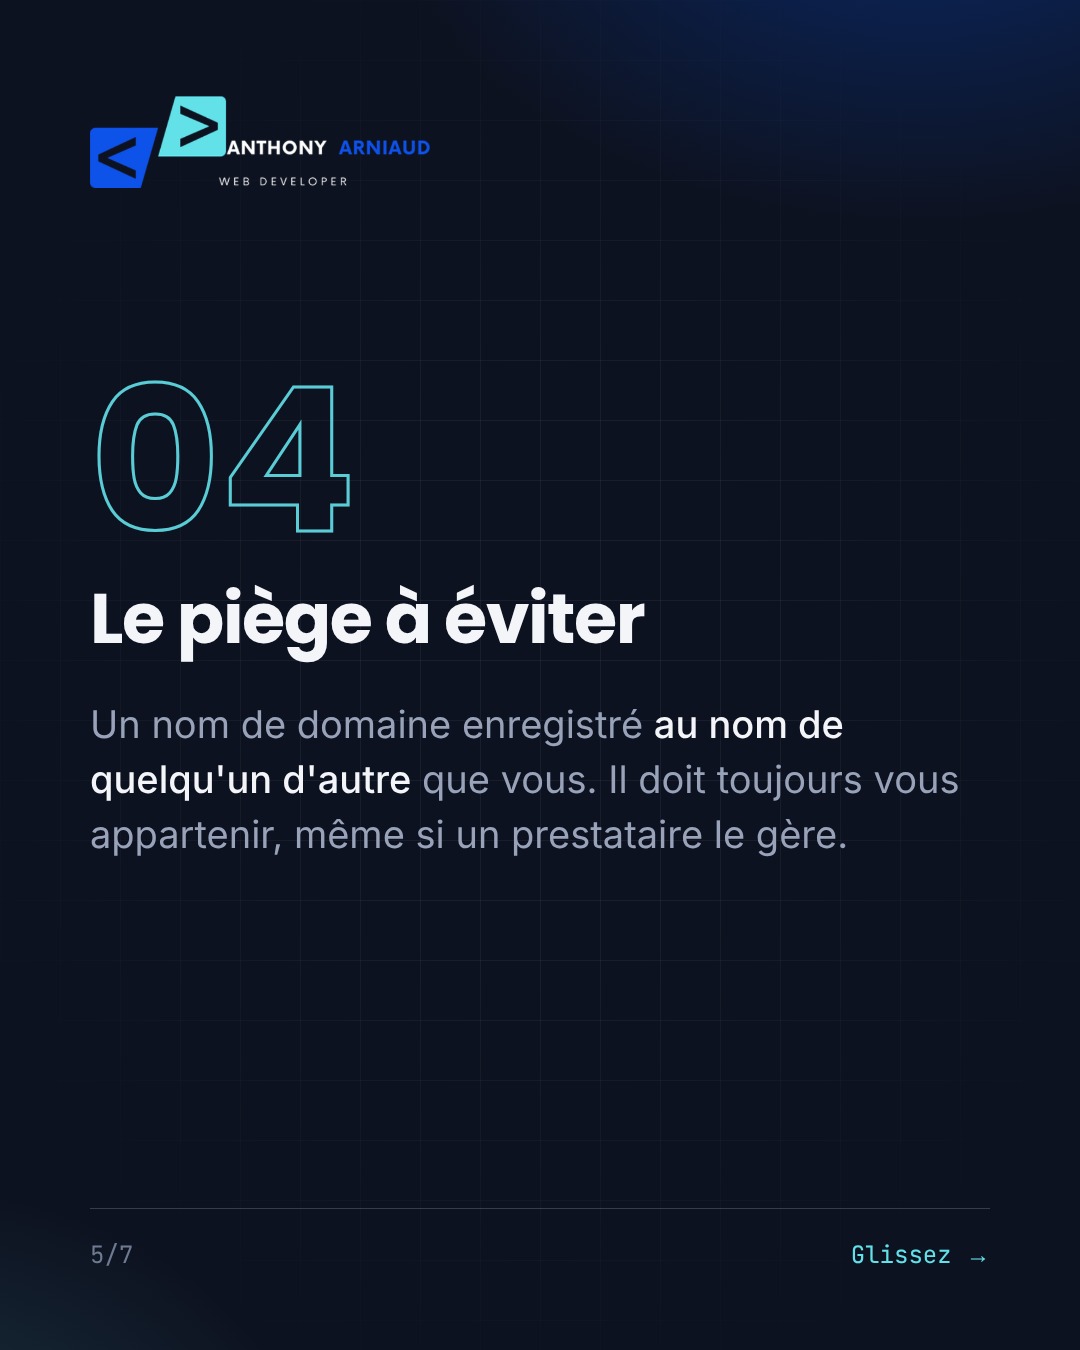 < >
ANTHONY ARNIAUD
WEB DEVELOPER
04
Le piège à éviter
Un nom de domaine enregistré au nom de
quelqu'un d'autre que vous. Il doit toujours vous
appartenir, même si un prestataire le gère.
5/7
Glissez →